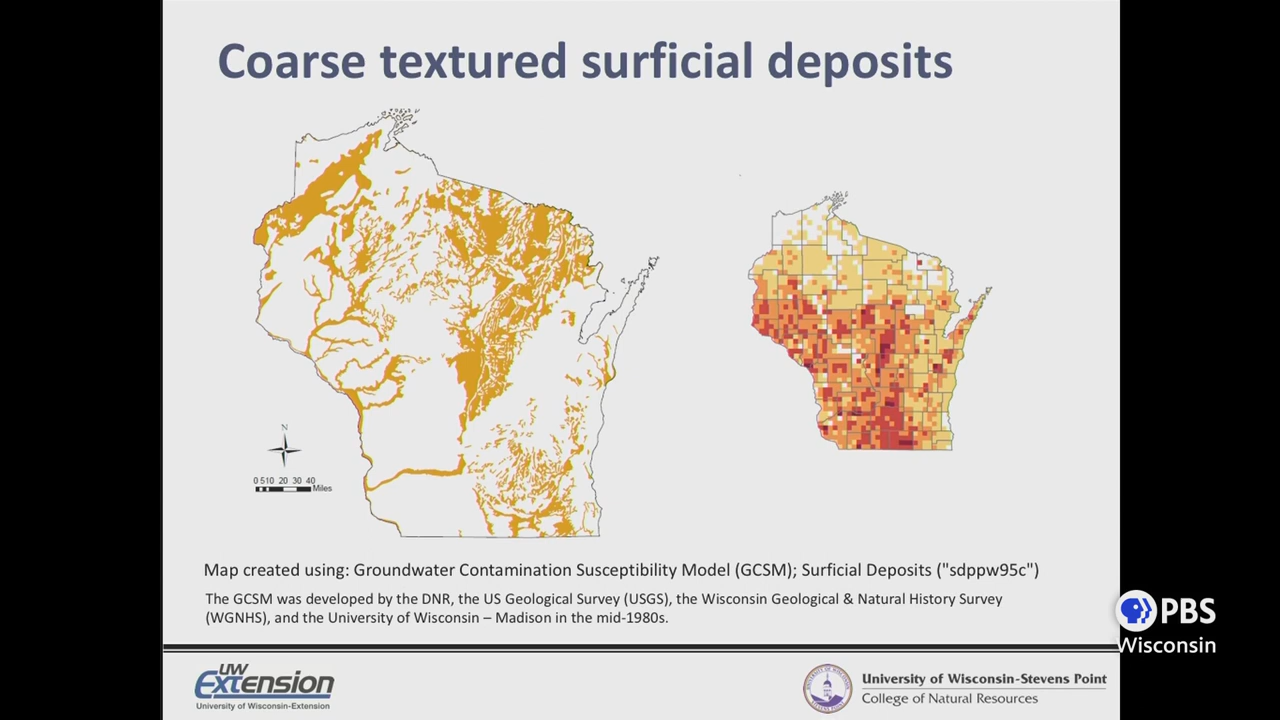 Coarse textured surficial deposits
N
0 510 20 30 40
Miles
Map created using: Groundwater Contamination Susceptibility Model (GCSM); Surficial Deposits ("sdppw95c")
The GCSM was developed by the DNR, the US Geological Survey (USGS), the Wisconsin Geological & Natural History Survey
(WGNHS), and the University of Wisconsin – Madison in the mid-1980s.
PBS
Wisconsin
UW
Extension
University of Wisconsin-Extension
University of Wisconsin-Stevens Point
College of Natural Resources